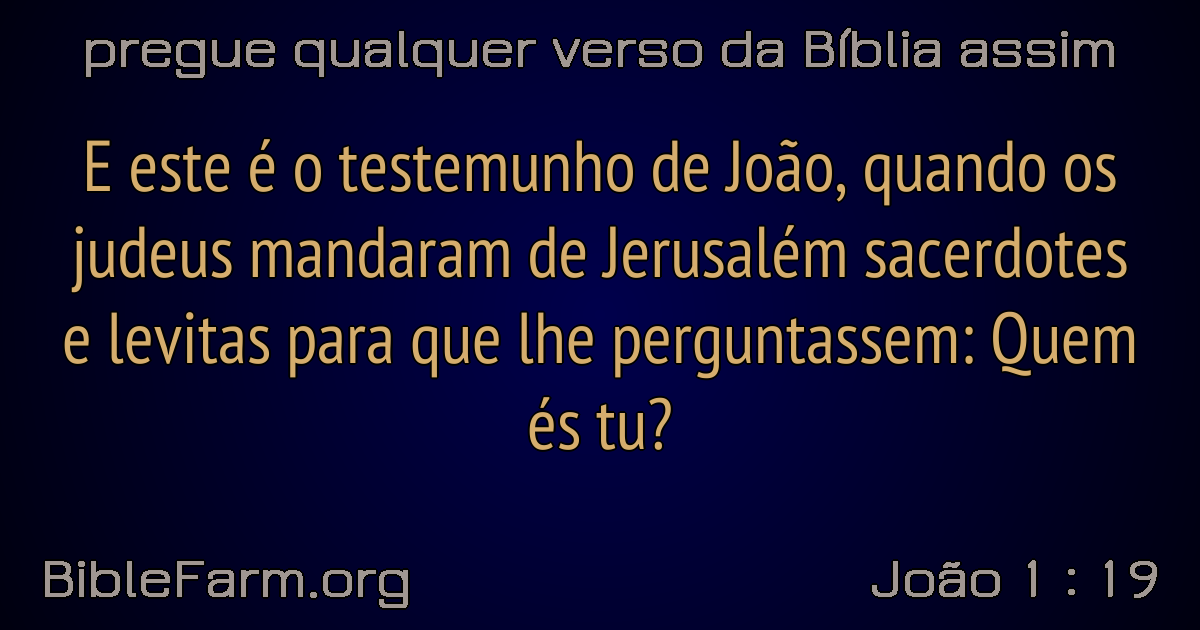 pregue qualquer verso da Bíblia assim
E este é o testemunho de João, quando os
judeus mandaram de Jerusalém sacerdotes
e levitas para que lhe perguntassem: Quem
és tu?
BibleFarm.org
João 1 : 19